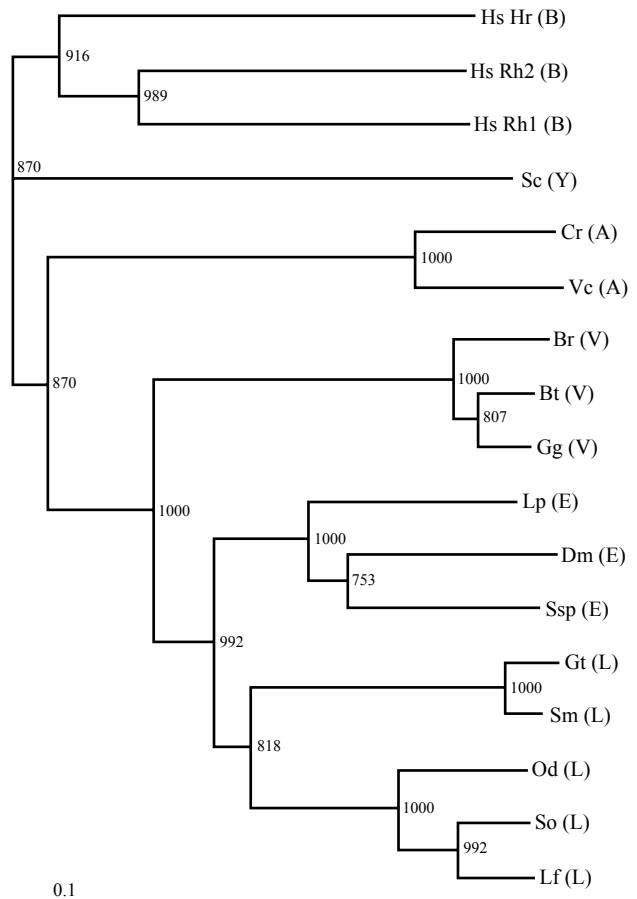 Hs Hr (B)
916
Hs Rh2 (B)
989
Hs Rh1 (B)
870
Sc (Y)
Cr (A)
1000
Vc (A)
Br (V)
870
1000
Bt (V)
807
Gg (V)
Lp (E)
1000
1000
Dm (E)
753
Ssp (E)
992
Gt (L)
1000
Sm (L)
818
Od (L)
1000
So (L)
992
Lf (L)
0.1